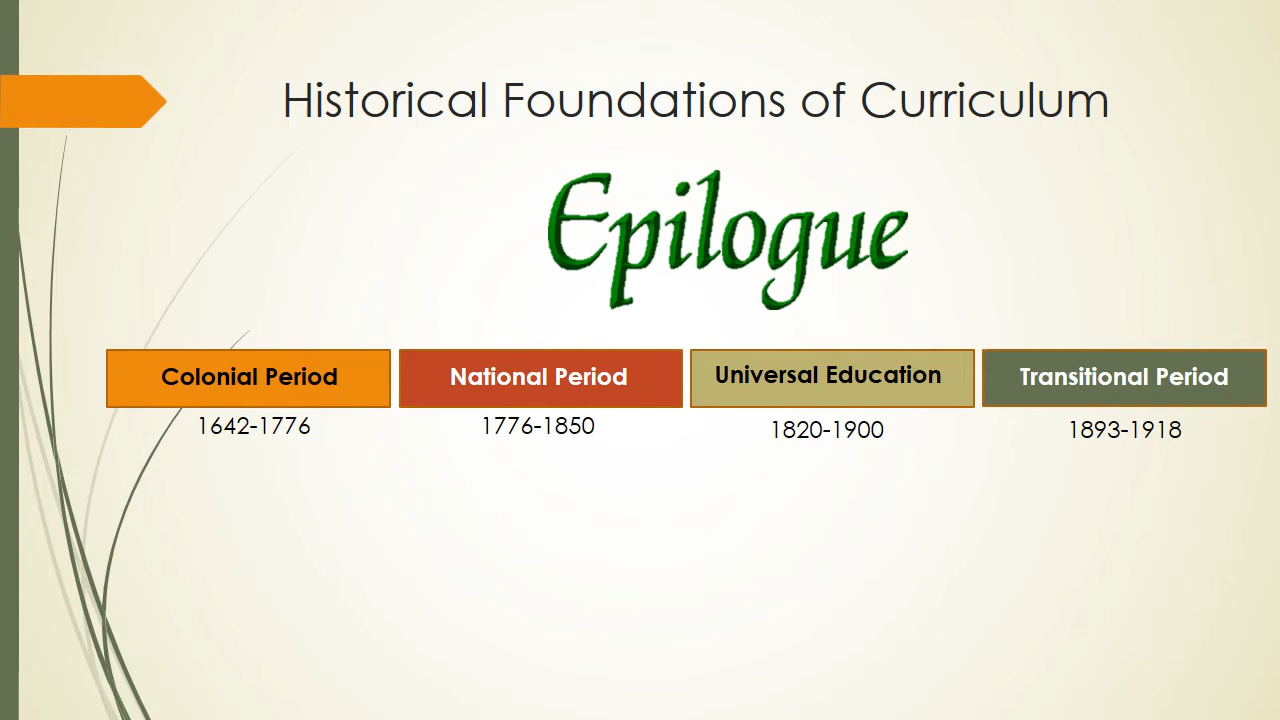 Historical Foundations of Curriculum
Epilogue
Colonial Period
National Period
Universal Education
Transitional Period
1642-1776
1776-1850
1820-1900
1893-1918